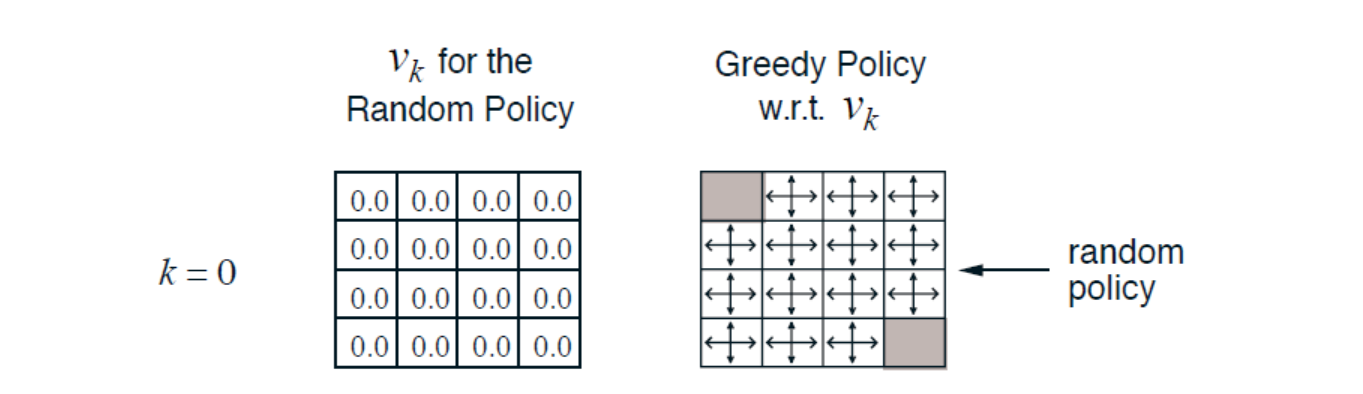 v_k for the
Random Policy
Greedy Policy
w.r.t. v_k
k = 0
0.0 0.0 0.0 0.0
0.0 0.0 0.0 0.0
0.0 0.0 0.0 0.0
0.0 0.0 0.0 0.0
random
policy